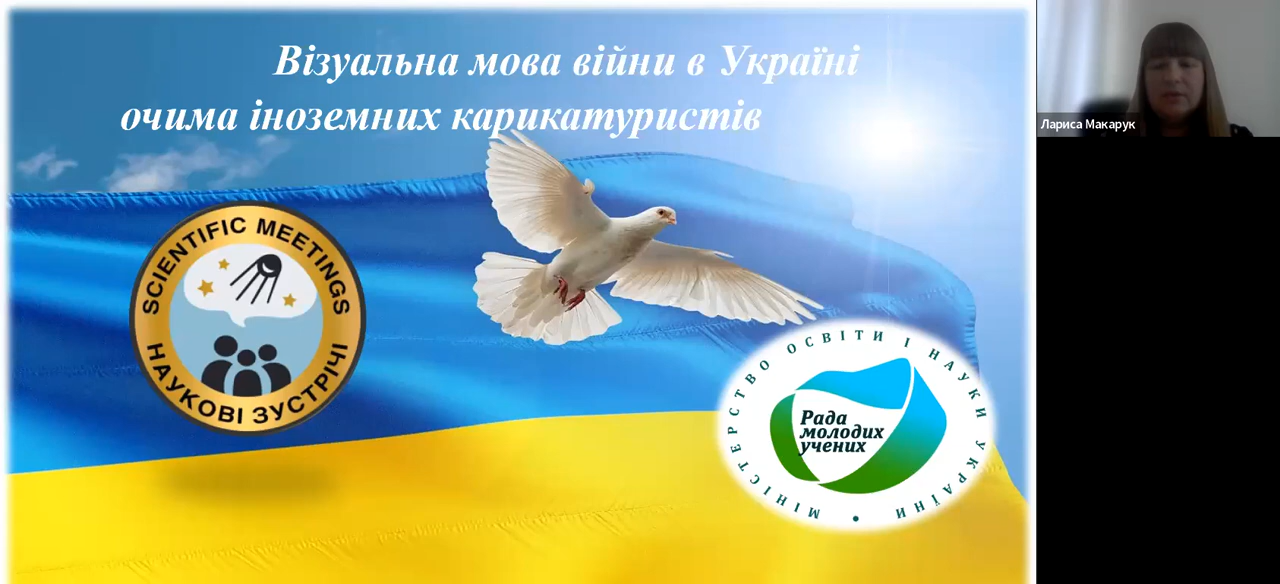 Візуальна мова війни в Україні
очима іноземних карикатуристів
Лариса Макарук
SCIENTIFIC MEETINGS
НАУКОВІ ЗУСТРІЧІ
МІНІСТЕРСТВО ОСВІТИ І НАУКИ УКРАЇНИ
Рада
молодих
учених